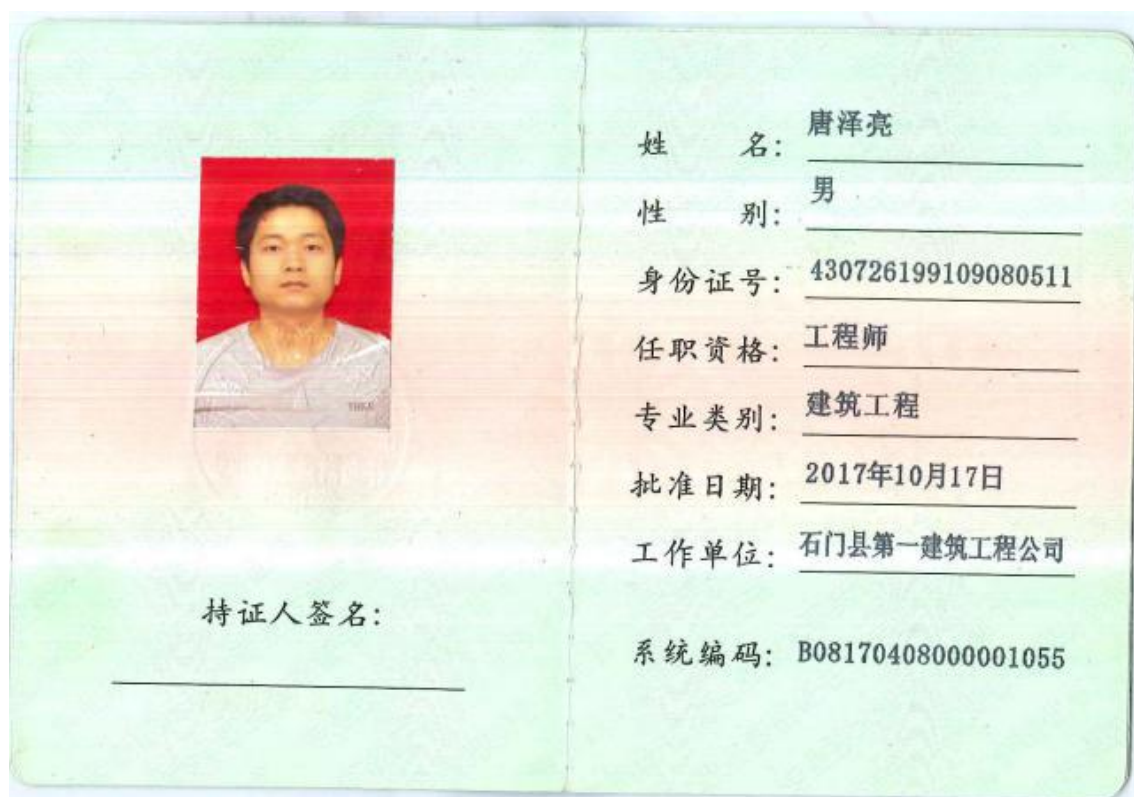 姓 名: 唐泽亮
性 别: 男
身份证号: 430726199109080511
任职资格: 工程师
专业类别: 建筑工程
批准日期: 2017年10月17日
工作单位: 石门县第一建筑工程公司
系统编码: B08170408000001055
持证人签名: